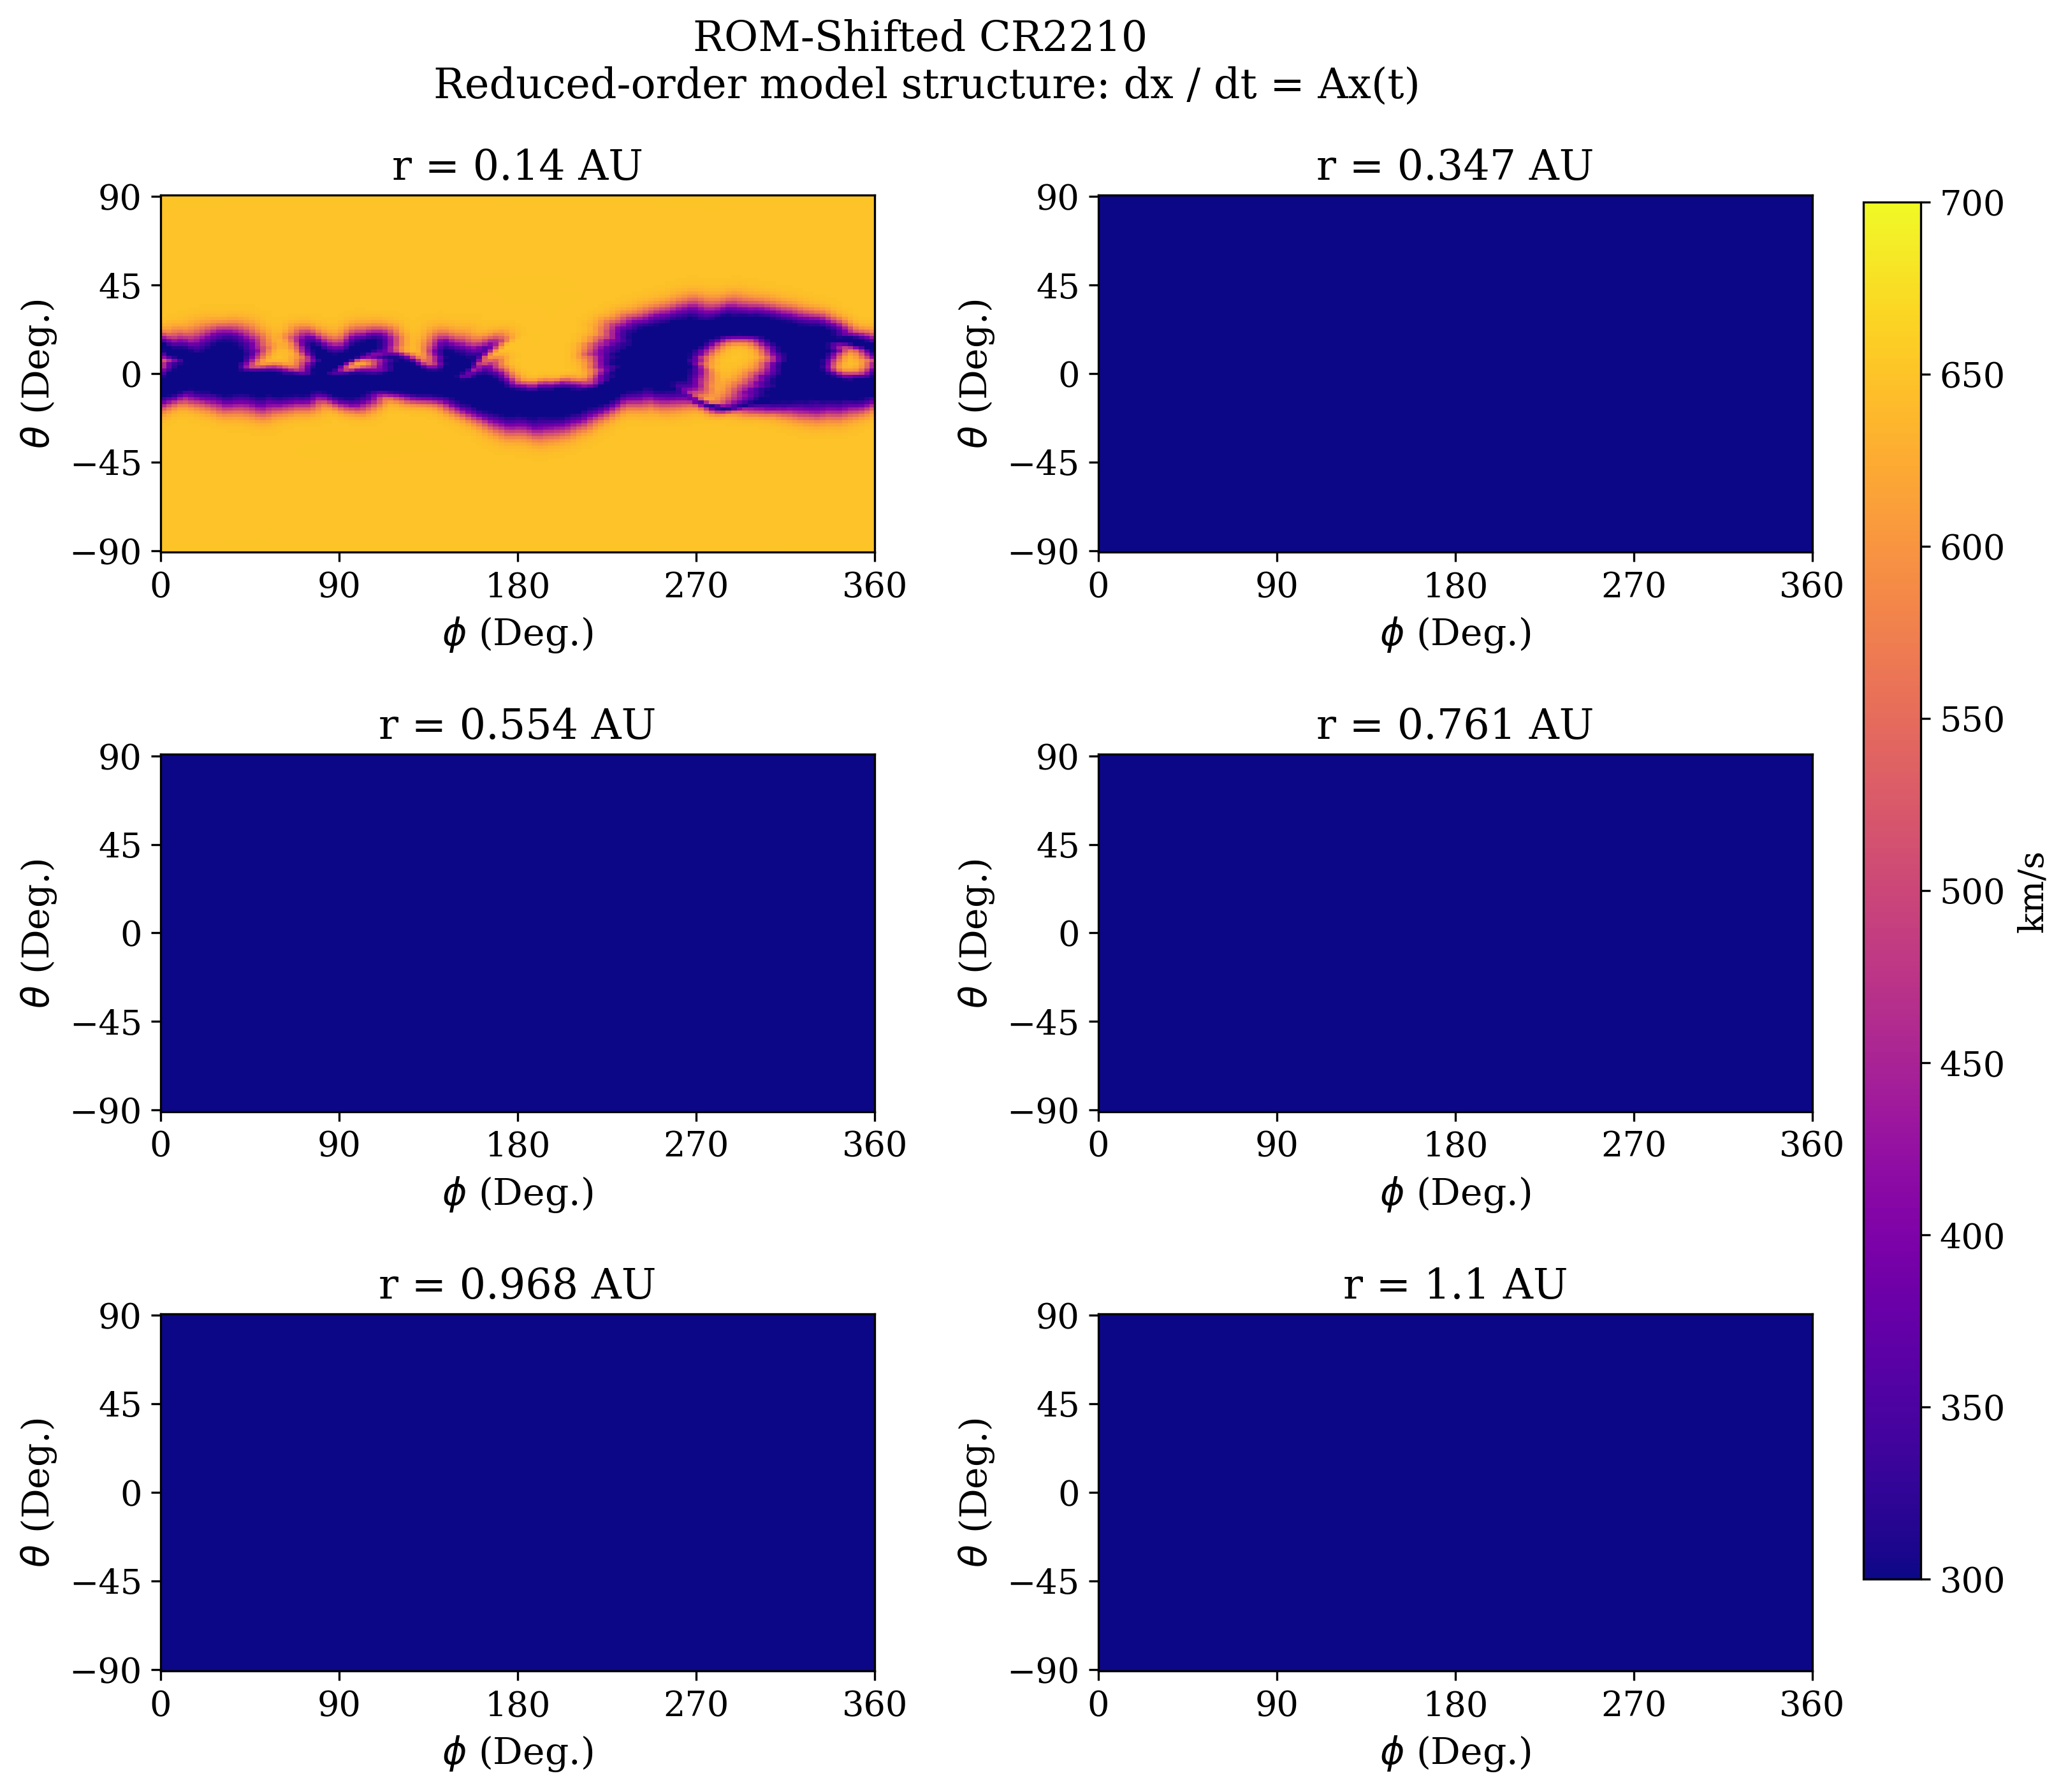 ROM-Shifted CR2210
Reduced-order model structure: dx / dt = Ax(t)
r = 0.14 AU
90
45
0
−45
−90
θ (Deg.)
0 90 180 270 360
ϕ (Deg.)
r = 0.347 AU
90
45
0
−45
−90
θ (Deg.)
0 90 180 270 360
ϕ (Deg.)
r = 0.554 AU
90
45
0
−45
−90
θ (Deg.)
0 90 180 270 360
ϕ (Deg.)
r = 0.761 AU
90
45
0
−45
−90
θ (Deg.)
0 90 180 270 360
ϕ (Deg.)
r = 0.968 AU
90
45
0
−45
−90
θ (Deg.)
0 90 180 270 360
ϕ (Deg.)
r = 1.1 AU
90
45
0
−45
−90
θ (Deg.)
0 90 180 270 360
ϕ (Deg.)
700
650
600
550
500
450
400
350
300
km/s